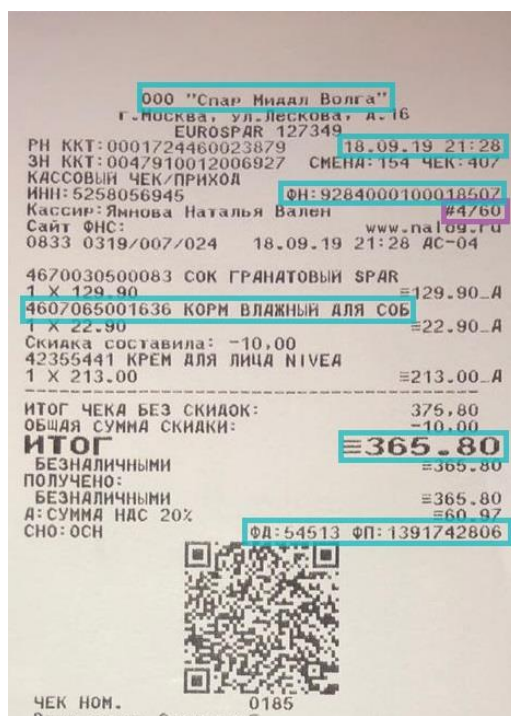 ООО "Спар Миддл Волга"
г.Москва, ул.Лескова, д.16
EUROSPAR 127349
РН ККТ:0001724460023879 18.09.19 21:28
ЗН ККТ:0047910012006927 СМЕНА:154 ЧЕК:407
КАССОВЫЙ ЧЕК/ПРИХОД
ИНН:5258056945 ФН:9284000100018507
Кассир:Ямнова Наталья Вален #4760
Сайт ФНС: www.nalog.ru
0833 0319/007/024 18.09.19 21:28 АС-04
4670030500083 СОК ГРАНАТОВЫЙ SPAR
1 X 129.90 ≡129.90_А
4607065001636 КОРМ ВЛАЖНЫЙ ДЛЯ СОБ
1 X 22.90 ≡22.90_А
Скидка составила: -10,00
42355441 КРЕМ ДЛЯ ЛИЦА NIVEA
1 X 213.00 ≡213.00_А
ИТОГ ЧЕКА БЕЗ СКИДОК: 375,80
ОБЩАЯ СУММА СКИДКИ: -10,00
ИТОГ ≡365.80
БЕЗНАЛИЧНЫМИ ≡365.80
ПОЛУЧЕНО:
БЕЗНАЛИЧНЫМИ ≡365.80
А:СУММА НДС 20% ≡60.97
СНО:ОСН ФД:54513 ФП:1391742806
ЧЕК НОМ. 0185